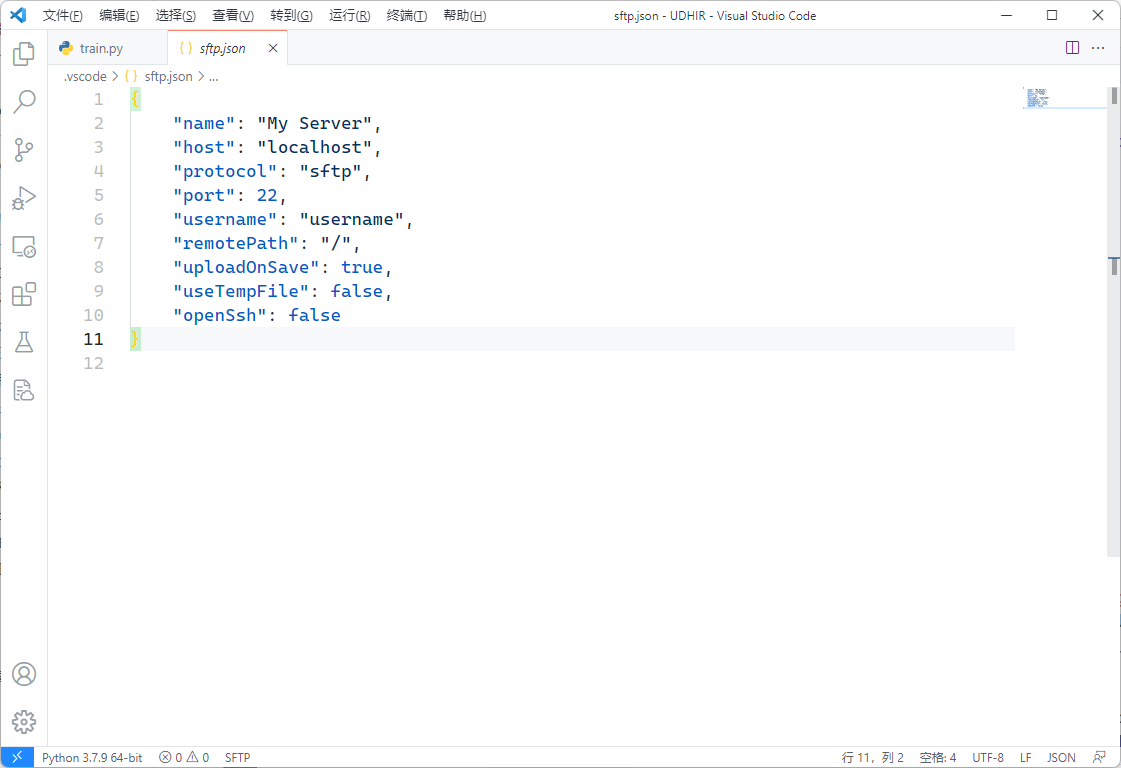 文件(F) 编辑(E) 选择(S) 查看(V) 转到(G) 运行(R) 终端(T) 帮助(H) sftp.json - UDHIR - Visual Studio Code
train.py {} sftp.json
.vscode > {} sftp.json > ...
1 {
2 "name": "My Server",
3 "host": "localhost",
4 "protocol": "sftp",
5 "port": 22,
6 "username": "username",
7 "remotePath": "/",
8 "uploadOnSave": true,
9 "useTempFile": false,
10 "openSsh": false
11 }
12
Python 3.7.9 64-bit 0 0 SFTP 行 11，列 2 空格: 4 UTF-8 LF JSON